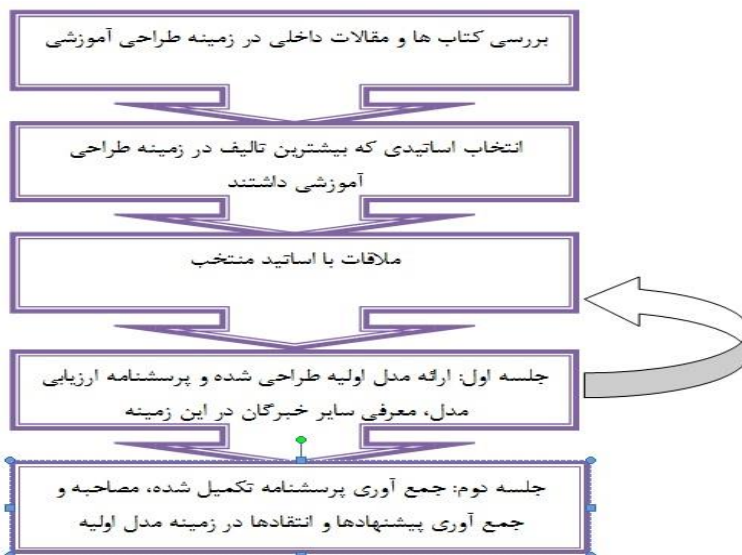 بررسی کتاب ها و مقالات داخلی در زمینه طراحی آموزشی
انتخاب اساتیدی که بیشترین تالیف در زمینه طراحی
آموزشی داشتند
ملاقات با اساتید منتخب
جلسه اول: ارائه مدل اولیه طراحی شده و پرسشنامه ارزیابی
مدل، معرفی سایر خبرگان در این زمینه
جلسه دوم: جمع آوری پرسشنامه تکمیل شده، مصاحبه و
جمع آوری پیشنهادها و انتقادها در زمینه مدل اولیه